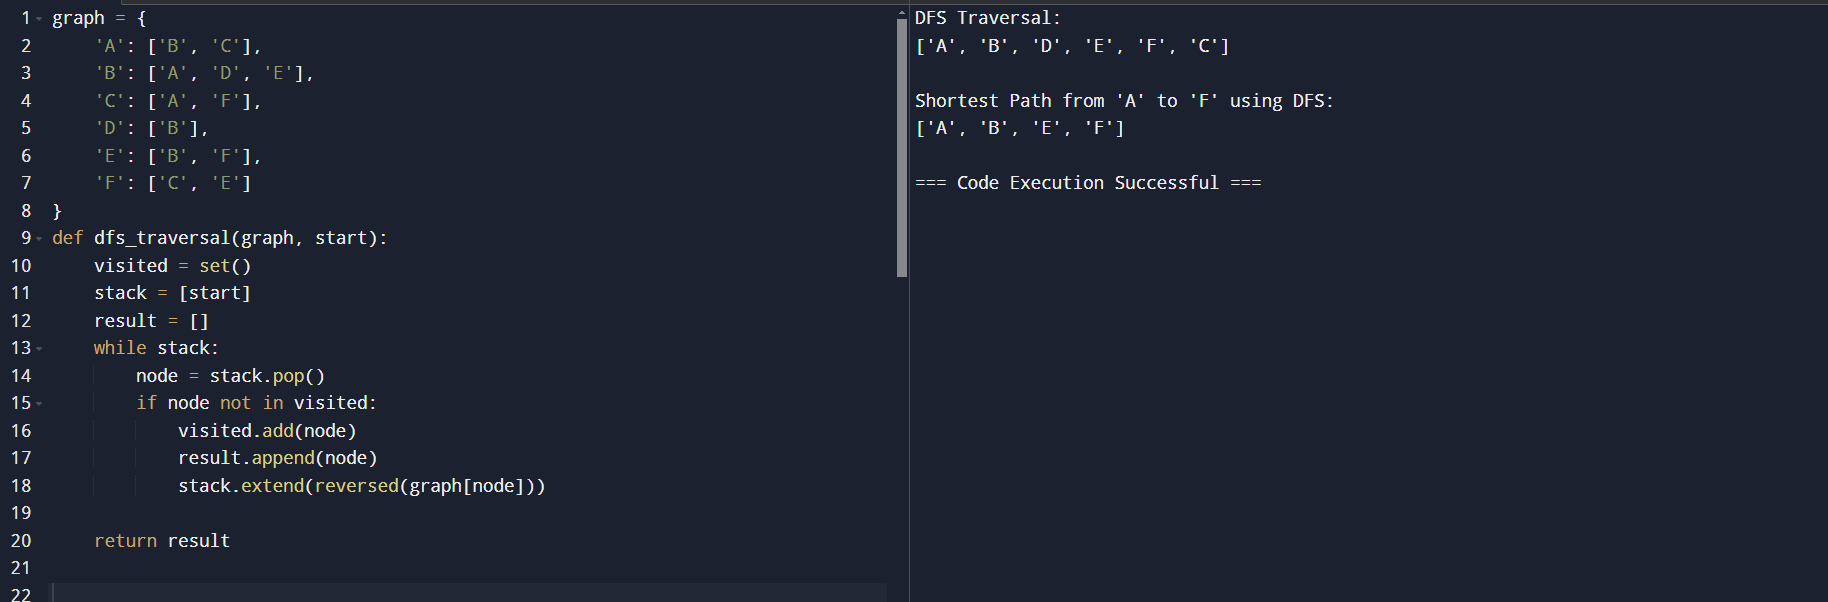 1 graph = {
2     'A': ['B', 'C'],
3     'B': ['A', 'D', 'E'],
4     'C': ['A', 'F'],
5     'D': ['B'],
6     'E': ['B', 'F'],
7     'F': ['C', 'E']
8 }
9 def dfs_traversal(graph, start):
10     visited = set()
11     stack = [start]
12     result = []
13     while stack:
14         node = stack.pop()
15         if node not in visited:
16             visited.add(node)
17             result.append(node)
18             stack.extend(reversed(graph[node]))
19
20     return result
21
22
DFS Traversal:
['A', 'B', 'D', 'E', 'F', 'C']
Shortest Path from 'A' to 'F' using DFS:
['A', 'B', 'E', 'F']
=== Code Execution Successful ===